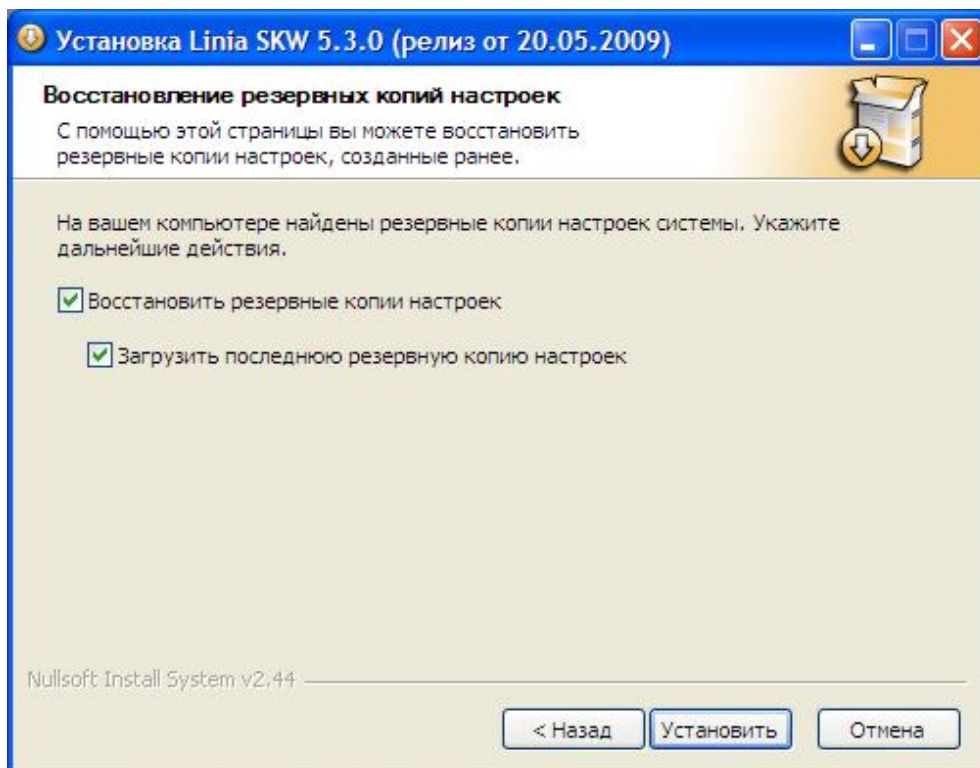 Установка Linia SKW 5.3.0 (релиз от 20.05.2009)
Восстановление резервных копий настроек
С помощью этой страницы вы можете восстановить
резервные копии настроек, созданные ранее.
На вашем компьютере найдены резервные копии настроек системы. Укажите
дальнейшие действия.
Восстановить резервные копии настроек
Загрузить последнюю резервную копию настроек
Nullsoft Install System v2.44
< Назад Установить Отмена